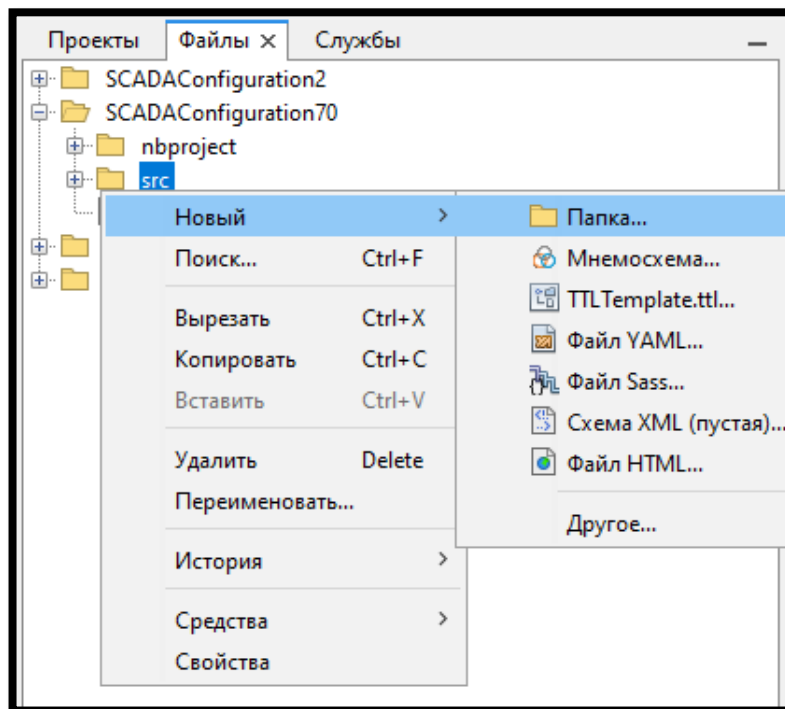 Проекты Файлы × Службы
SCADAConfiguration2
SCADAConfiguration70
nbproject
src
Новый
Поиск... Ctrl+F
Вырезать Ctrl+X
Копировать Ctrl+C
Вставить Ctrl+V
Удалить Delete
Переименовать...
История
Средства
Свойства
Папка...
Мнемосхема...
TTLTemplate.ttl...
Файл YAML...
Файл Sass...
Схема XML (пустая)...
Файл HTML...
Другое...